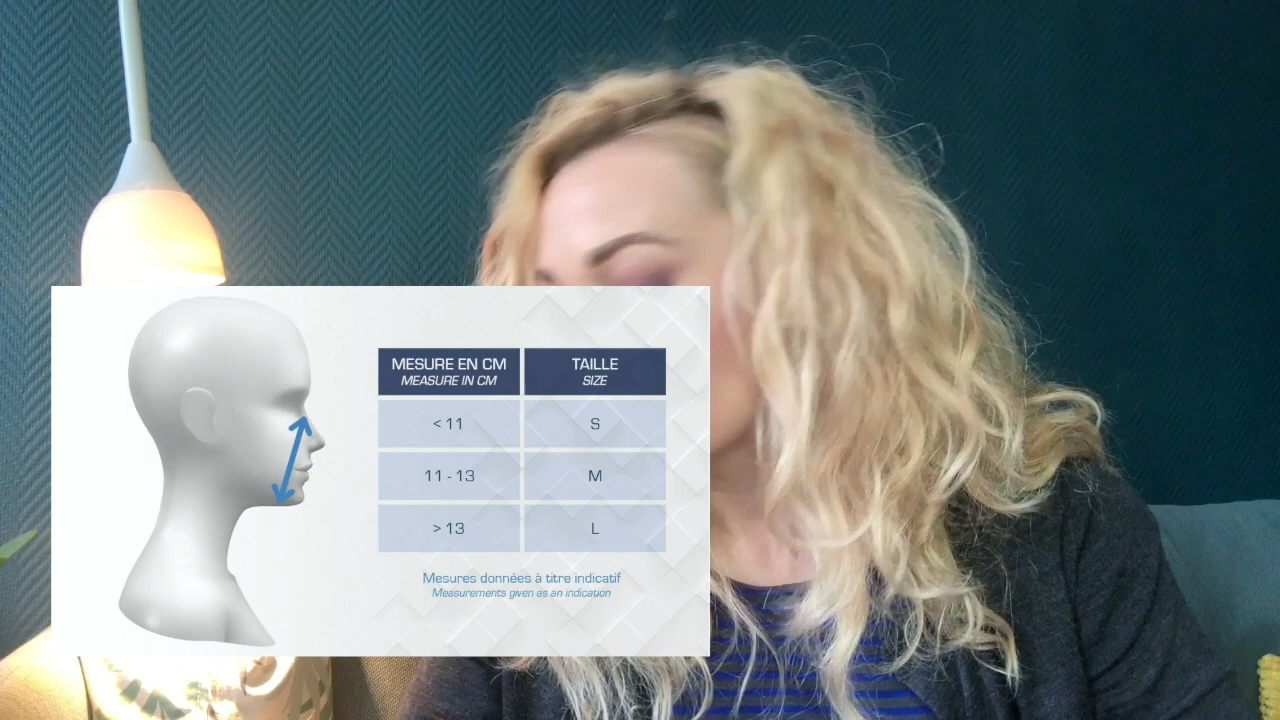 MESURE EN CM
MEASURE IN CM
TAILLE
SIZE
< 11
S
11 - 13
M
> 13
L
Mesures données à titre indicatif
Measurements given as an indication